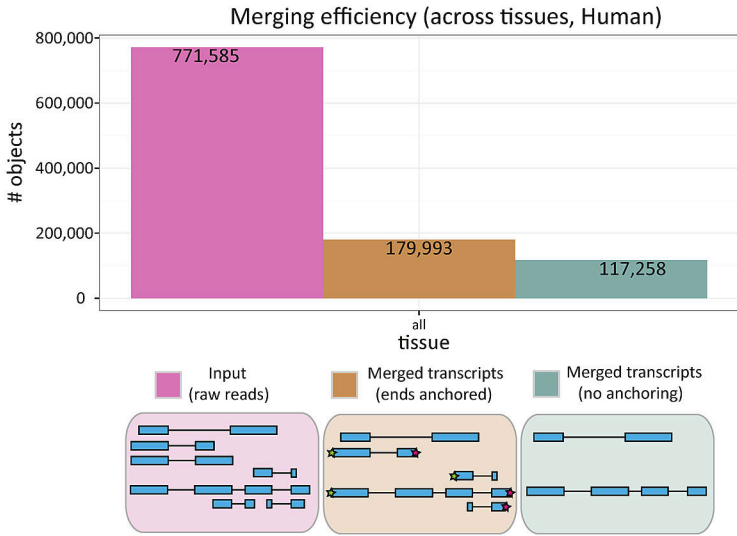 Merging efficiency (across tissues, Human)
800,000
600,000
400,000
200,000
0
# objects
771,585
179,993
117,258
all
tissue
Input
(raw reads)
Merged transcripts
(ends anchored)
Merged transcripts
(no anchoring)